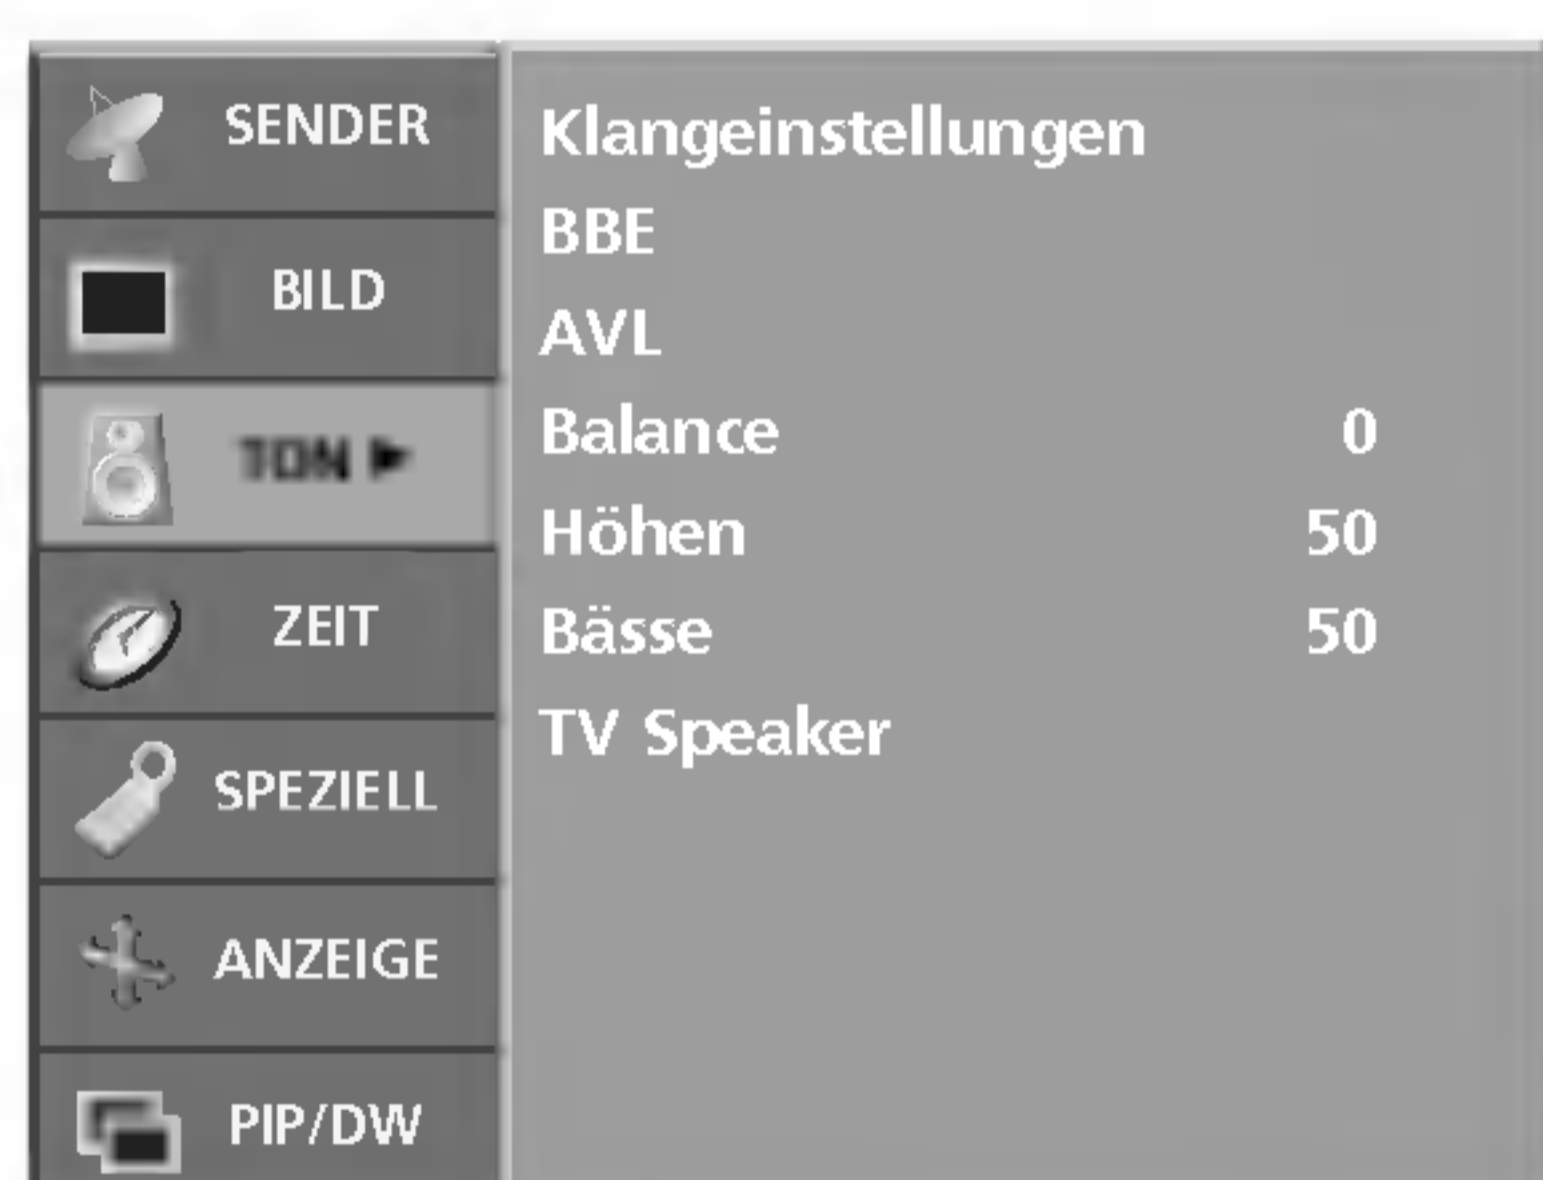 SENDER
BILD
TON
ZEIT
SPEZIELL
ANZEIGE
PIP/DW
Klangeinstellungen
BBE
AVL
Balance 0
Höhen 50
Bässe 50
TV Speaker